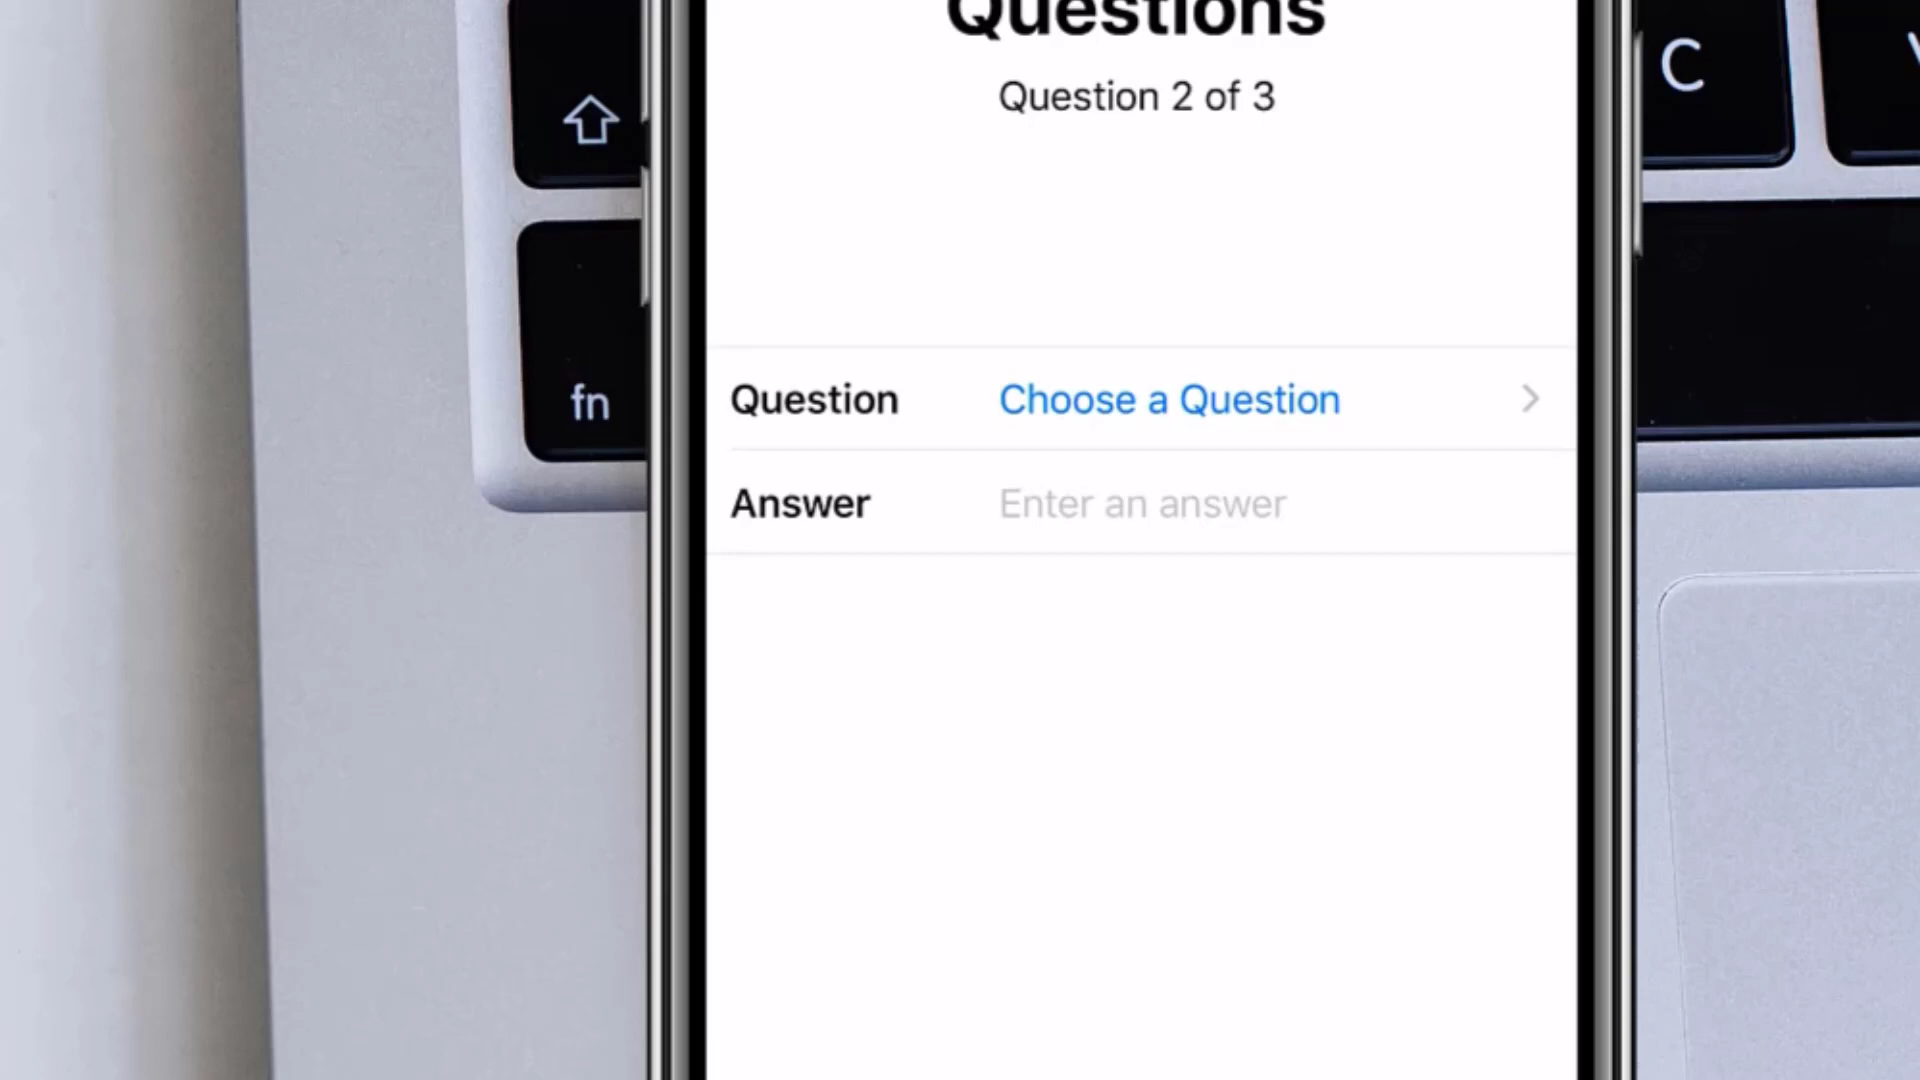 Questions
Question 2 of 3
C
fn
Question Choose a Question
Answer Enter an answer